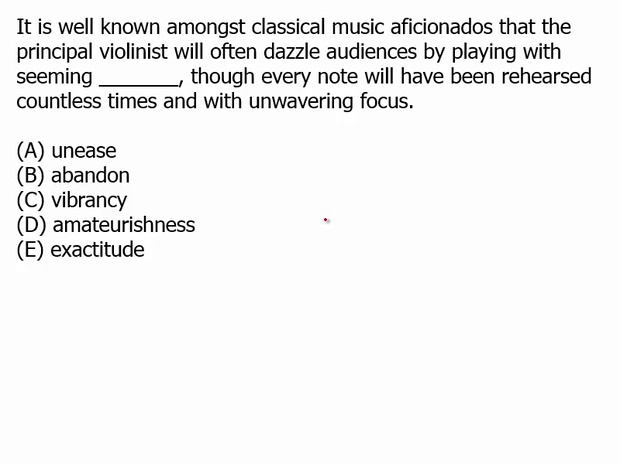 It is well known amongst classical music aficionados that the
principal violinist will often dazzle audiences by playing with
seeming _______, though every note will have been rehearsed
countless times and with unwavering focus.
(A) unease
(B) abandon
(C) vibrancy
(D) amateurishness
(E) exactitude